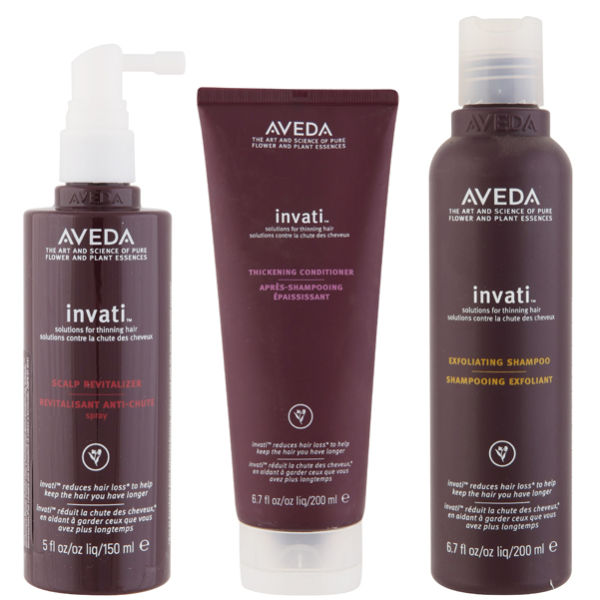 AVEDA
THE ART AND SCIENCE OF PURE
FLOWER AND PLANT ESSENCES
invati™
solutions for thinning hair
solutions contre la chute des cheveux
SCALP REVITALIZER
REVITALISANT ANTI-CHUTE
spray
invati™ reduces hair loss* to help
keep the hair you have longer
invati™ réduit la chute des cheveux,*
en aidant à garder ceux que vous
avez plus longtemps
5 fl oz/oz liq/150 ml e
AVEDA
THE ART AND SCIENCE OF PURE
FLOWER AND PLANT ESSENCES
invati™
solutions for thinning hair
solutions contre la chute des cheveux
THICKENING CONDITIONER
APRÈS-SHAMPOOING
ÉPAISSISSANT
invati™ reduces hair loss* to help
keep the hair you have longer
invati™ réduit la chute des cheveux,*
en aidant à garder ceux que vous
avez plus longtemps
6.7 fl oz/oz liq/200 ml e
AVEDA
AVEDA
THE ART AND SCIENCE OF PURE
FLOWER AND PLANT ESSENCES
invati™
solutions for thinning hair
solutions contre la chute des cheveux
EXFOLIATING SHAMPOO
SHAMPOOING EXFOLIANT
invati™ reduces hair loss* to help
keep the hair you have longer
invati™ réduit la chute des cheveux,*
en aidant à garder ceux que vous
avez plus longtemps
6.7 fl oz/oz liq/200 ml e